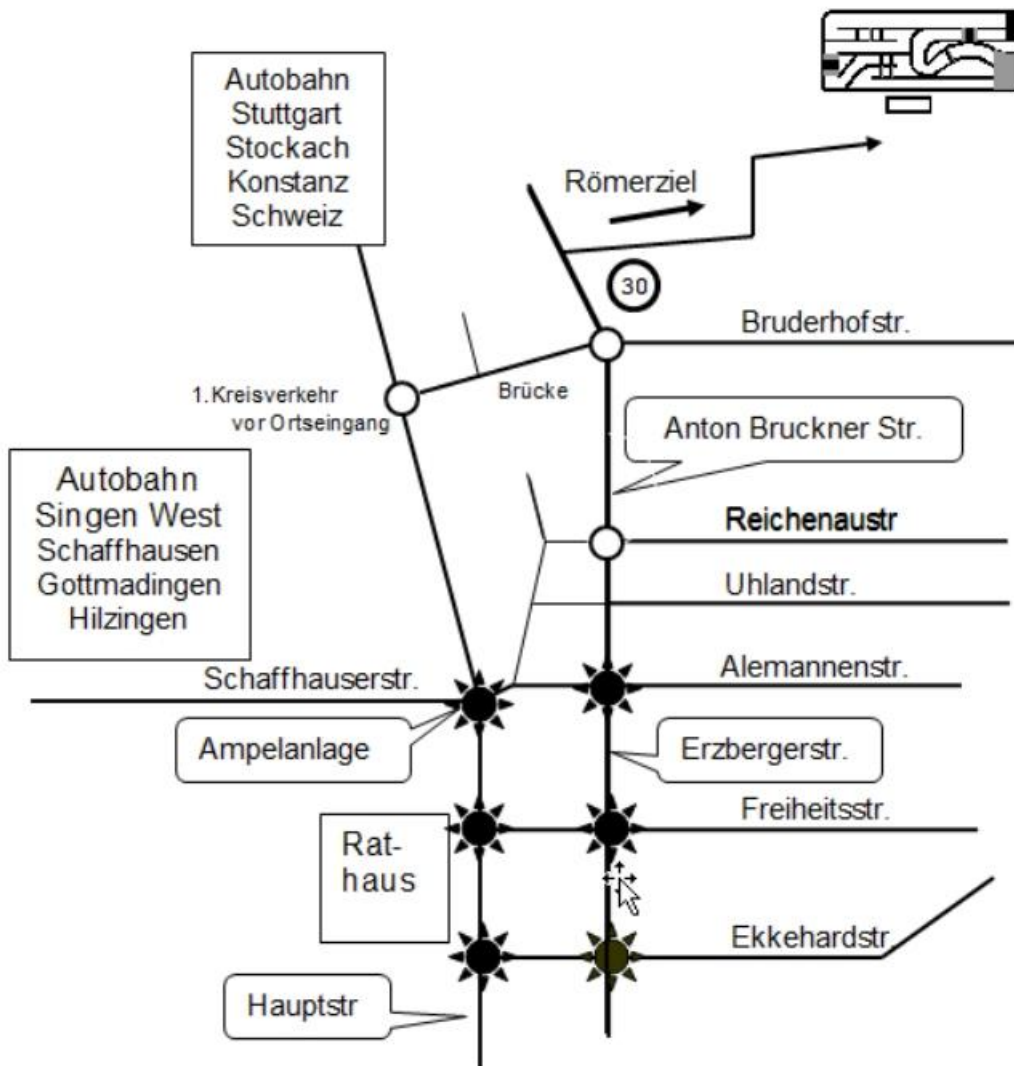 Autobahn
Stuttgart
Stockach
Konstanz
Schweiz
Römerziel
30
Bruderhofstr.
1.Kreisverkehr
vor Ortseingang
Brücke
Anton Bruckner Str.
Autobahn
Singen West
Schaffhausen
Gottmadingen
Hilzingen
Reichenaustr
Uhlandstr.
Schaffhauserstr.
Alemannenstr.
Ampelanlage
Erzbergerstr.
Freiheitsstr.
Rat-
haus
Ekkehardstr
Hauptstr